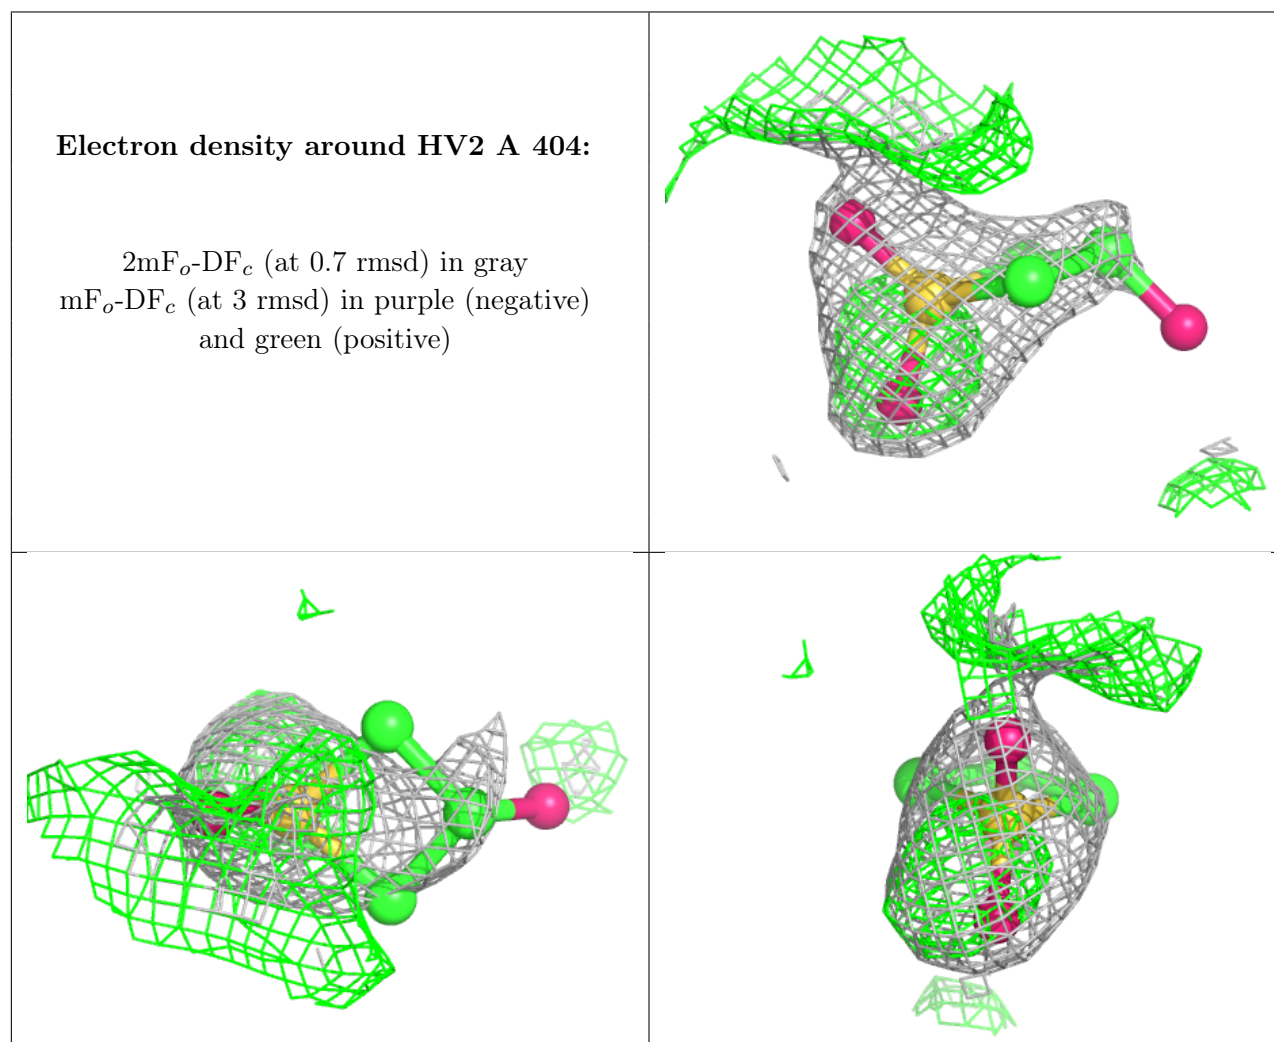 Electron density around HV2 A 404:
2mFₒ-DF𝒸 (at 0.7 rmsd) in gray
mFₒ-DF𝒸 (at 3 rmsd) in purple (negative)
and green (positive)